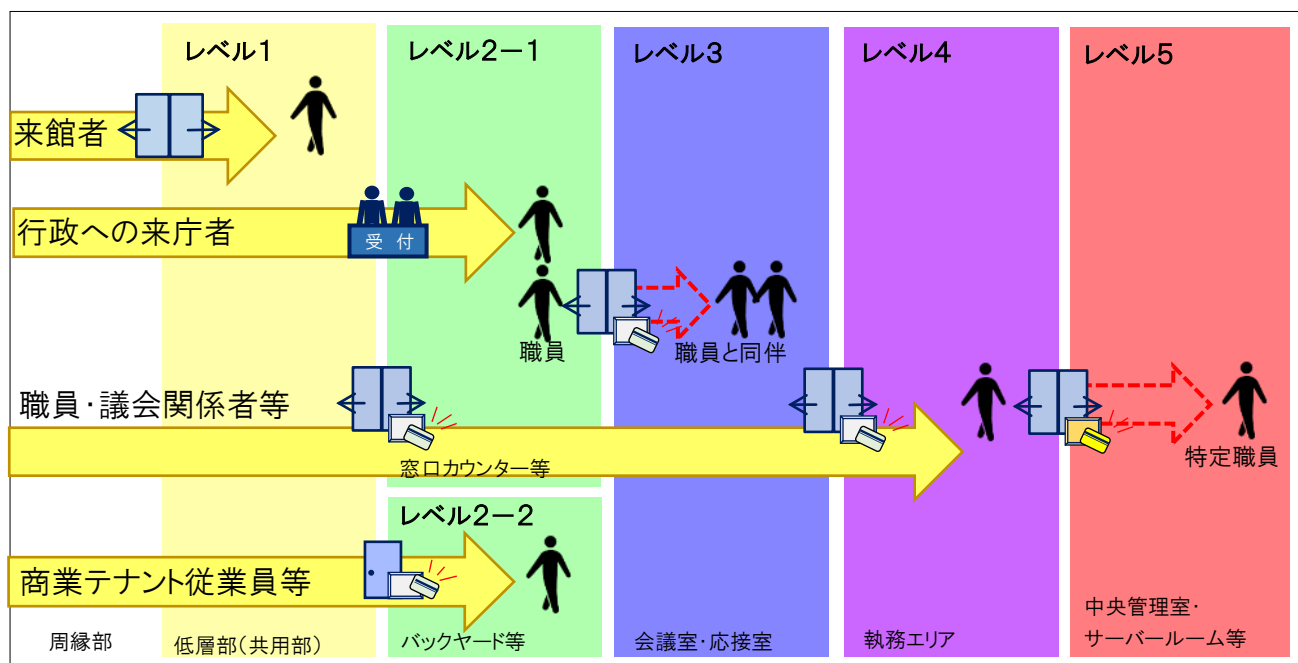 レベル1
レベル2－1
レベル3
レベル4
レベル5
来館者
行政への来庁者
受 付
職員
職員と同伴
職員・議会関係者等
窓口カウンター等
特定職員
レベル2－2
商業テナント従業員等
周縁部
低層部（共用部）
バックヤード等
会議室・応接室
執務エリア
中央管理室・
サーバールーム等